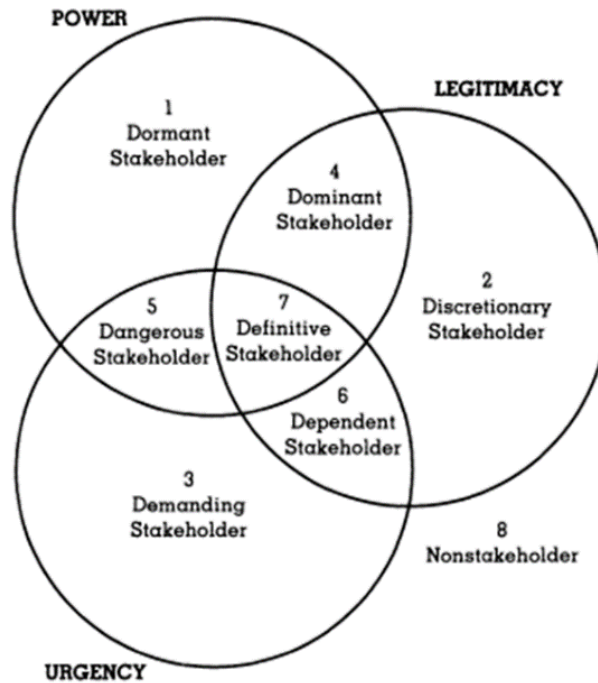 POWER
LEGITIMACY
1
Dormant
Stakeholder
4
Dominant
Stakeholder
2
Discretionary
Stakeholder
5
Dangerous
Stakeholder
7
Definitive
Stakeholder
6
Dependent
Stakeholder
3
Demanding
Stakeholder
8
Nonstakeholder
URGENCY